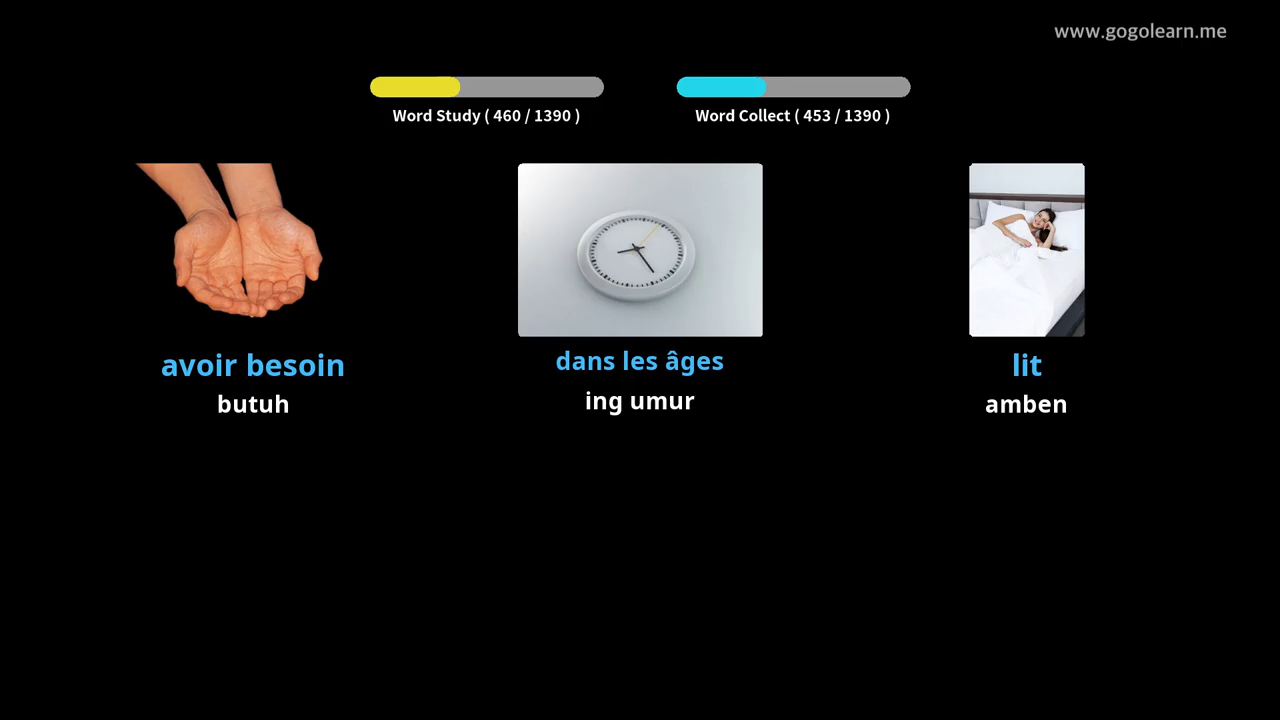 www.gogolearn.me
Word Study ( 460 / 1390 )
Word Collect ( 453 / 1390 )
avoir besoin
butuh
dans les âges
ing umur
lit
amben